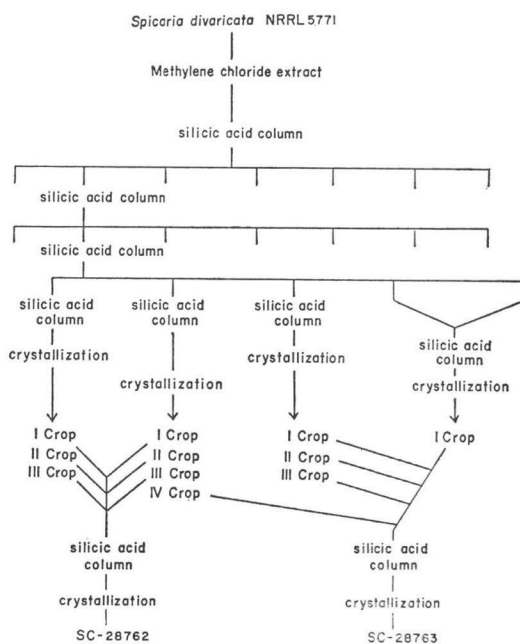 Spicaria divaricata NRRL 5771
Methylene chloride extract
silicic acid column
silicic acid column
silicic acid column
silicic acid
column
crystallization
silicic acid
column
crystallization
silicic acid
column
crystallization
silicic acid
column
crystallization
I Crop
II Crop
III Crop
I Crop
II Crop
III Crop
IV Crop
I Crop
II Crop
III Crop
I Crop
silicic acid
column
crystallization
SC-28762
silicic acid
column
crystallization
SC-28763